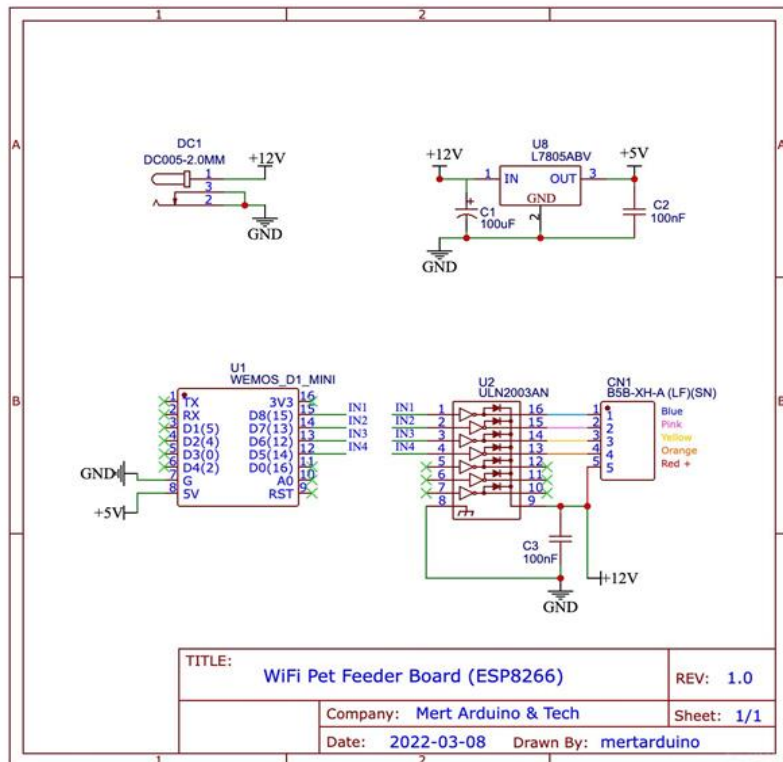 1 2
A A
DC1
DC005-2.0MM
+12V
1
3
2
GND
U8
L7805ABV
+12V
+5V
1 IN OUT 3
GND
2
C1
100uF
C2
100nF
GND
B B
U1
WEMOS_D1_MINI
1 TX 3V3 16
2 RX D8(15) 15 IN1
3 D1(5) D7(13) 14 IN2
4 D2(4) D6(12) 13 IN3
5 D3(0) D5(14) 12 IN4
6 D4(2) D0(16) 11
GND 7 G A0 10
8 5V RST 9
+5V
U2
ULN2003AN
IN1 1 16
IN2 2 15
IN3 3 14
IN4 4 13
5 12
6 11
7 10
8 9
CN1
B5B-XH-A (LF)(SN)
1 1 Blue
2 2 Pink
3 3 Yellow
4 4 Orange
5 5 Red +
C3
100nF
+12V
GND
TITLE:
WiFi Pet Feeder Board (ESP8266)
REV: 1.0
Company: Mert Arduino & Tech
Sheet: 1/1
Date: 2022-03-08 Drawn By: mertarduino
1 2